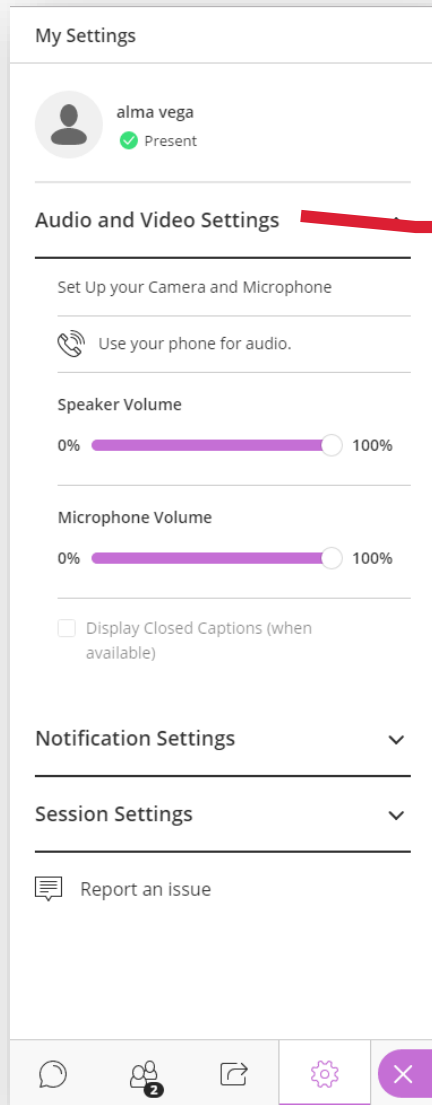 My Settings
alma vega
Present
Audio and Video Settings
Set Up your Camera and Microphone
Use your phone for audio.
Speaker Volume
0% 100%
Microphone Volume
0% 100%
Display Closed Captions (when
available)
Notification Settings
Session Settings
Report an issue
2